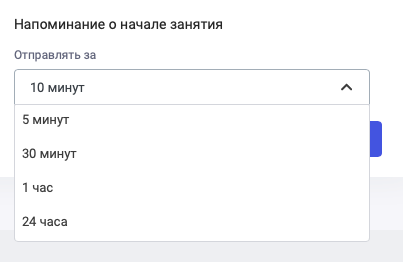 Напоминание о начале занятия
Отправлять за
10 минут
5 минут
30 минут
1 час
24 часа